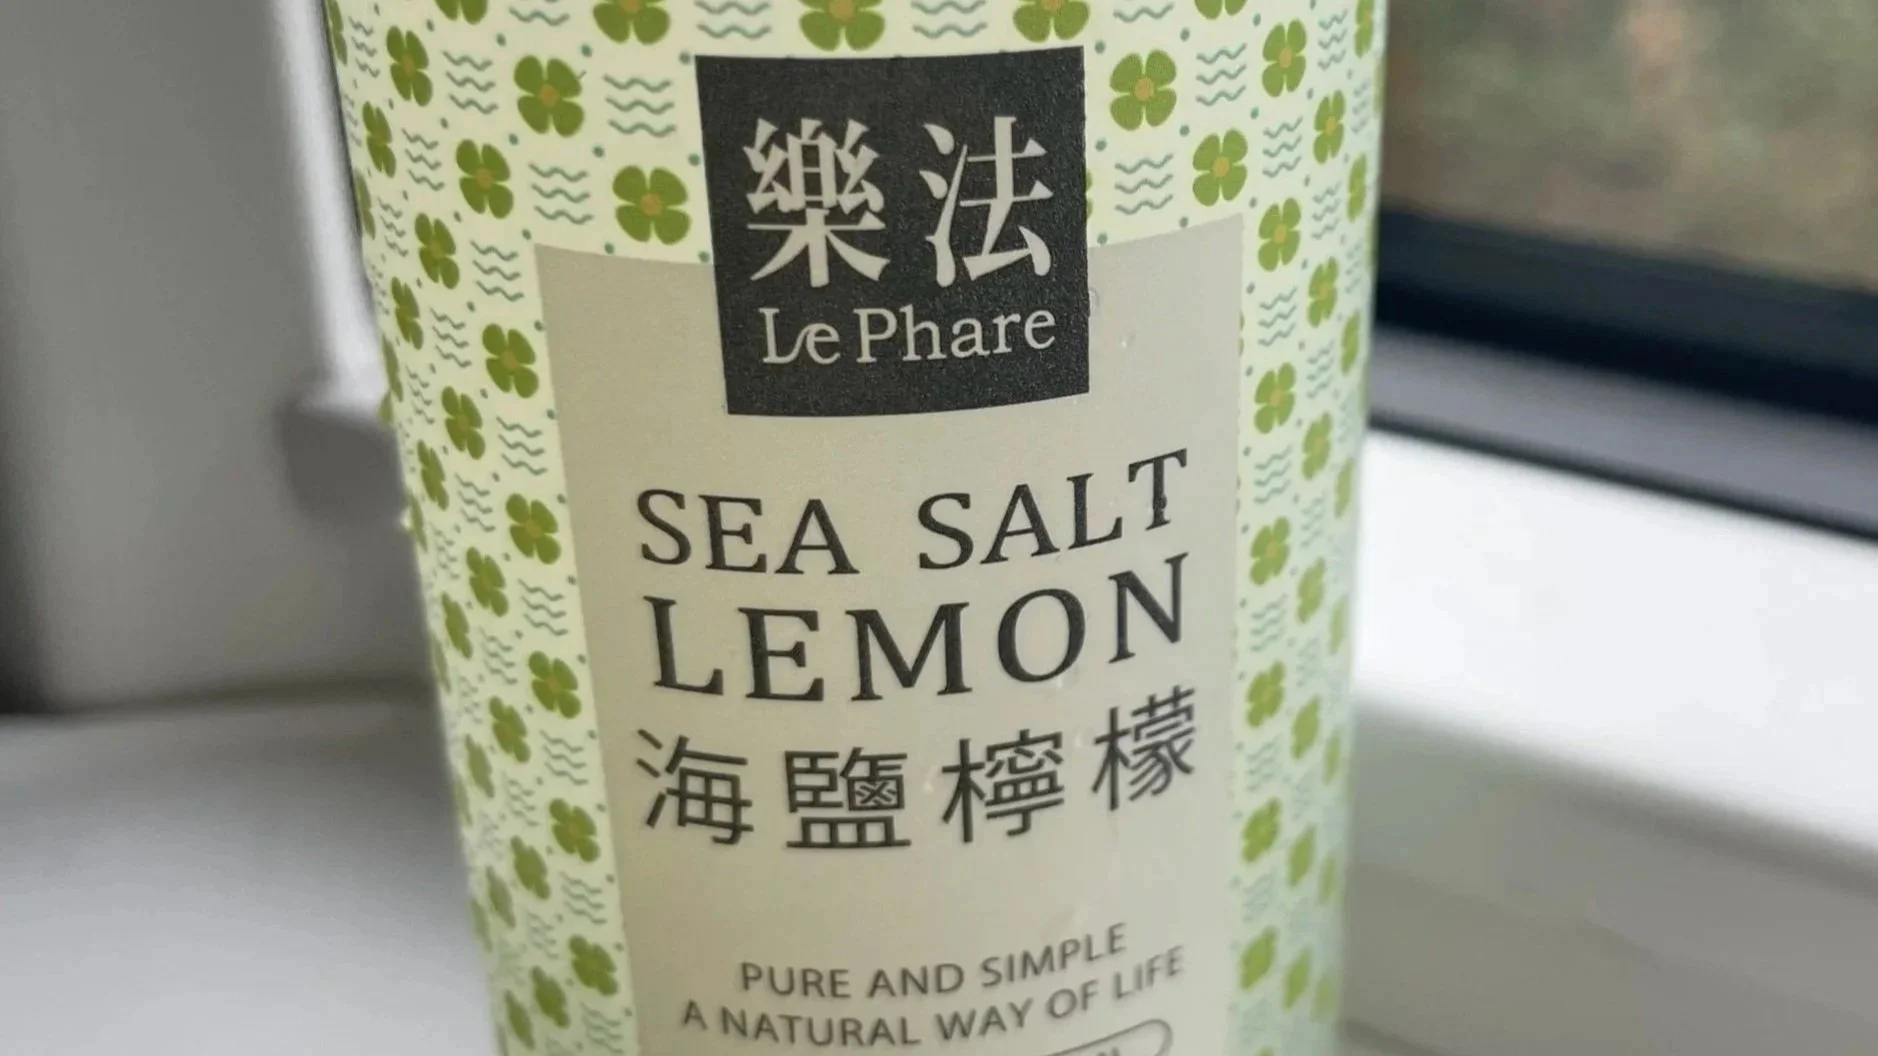 樂法
Le Phare
SEA SALT
LEMON
海鹽檸檬
PURE AND SIMPLE
A NATURAL WAY OF LIFE